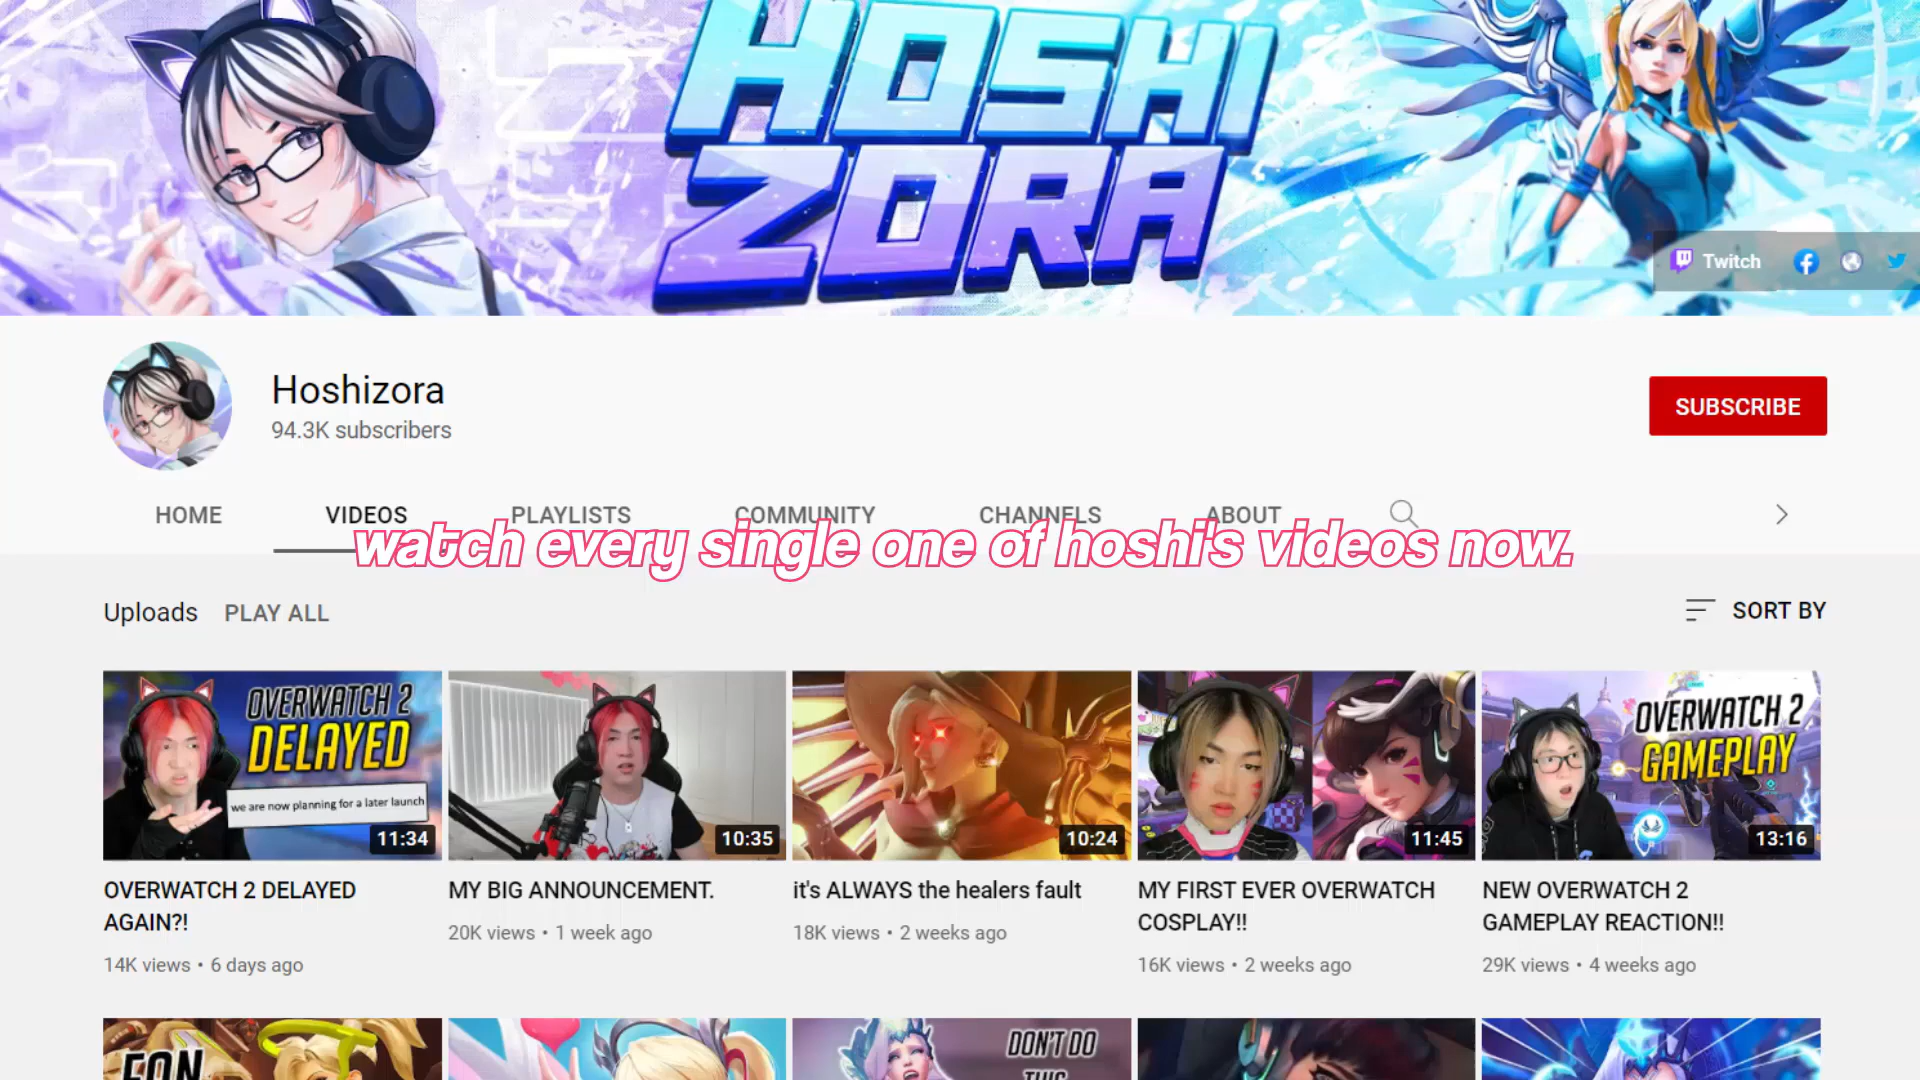 HOSHI
ZORA
Twitch
Hoshizora
94.3K subscribers
SUBSCRIBE
HOME VIDEOS PLAYLISTS COMMUNITY CHANNELS ABOUT
watch every single one of hoshi's videos now.
Uploads PLAY ALL
SORT BY
OVERWATCH 2
DELAYED
we are now planning for a later launch
11:34
10:35
10:24
11:45
OVERWATCH 2
GAMEPLAY
13:16
OVERWATCH 2 DELAYED
AGAIN?!
14K views • 6 days ago
MY BIG ANNOUNCEMENT.
20K views • 1 week ago
it's ALWAYS the healers fault
18K views • 2 weeks ago
MY FIRST EVER OVERWATCH
COSPLAY!!
16K views • 2 weeks ago
NEW OVERWATCH 2
GAMEPLAY REACTION!!
29K views • 4 weeks ago
DON'T DO
THIS